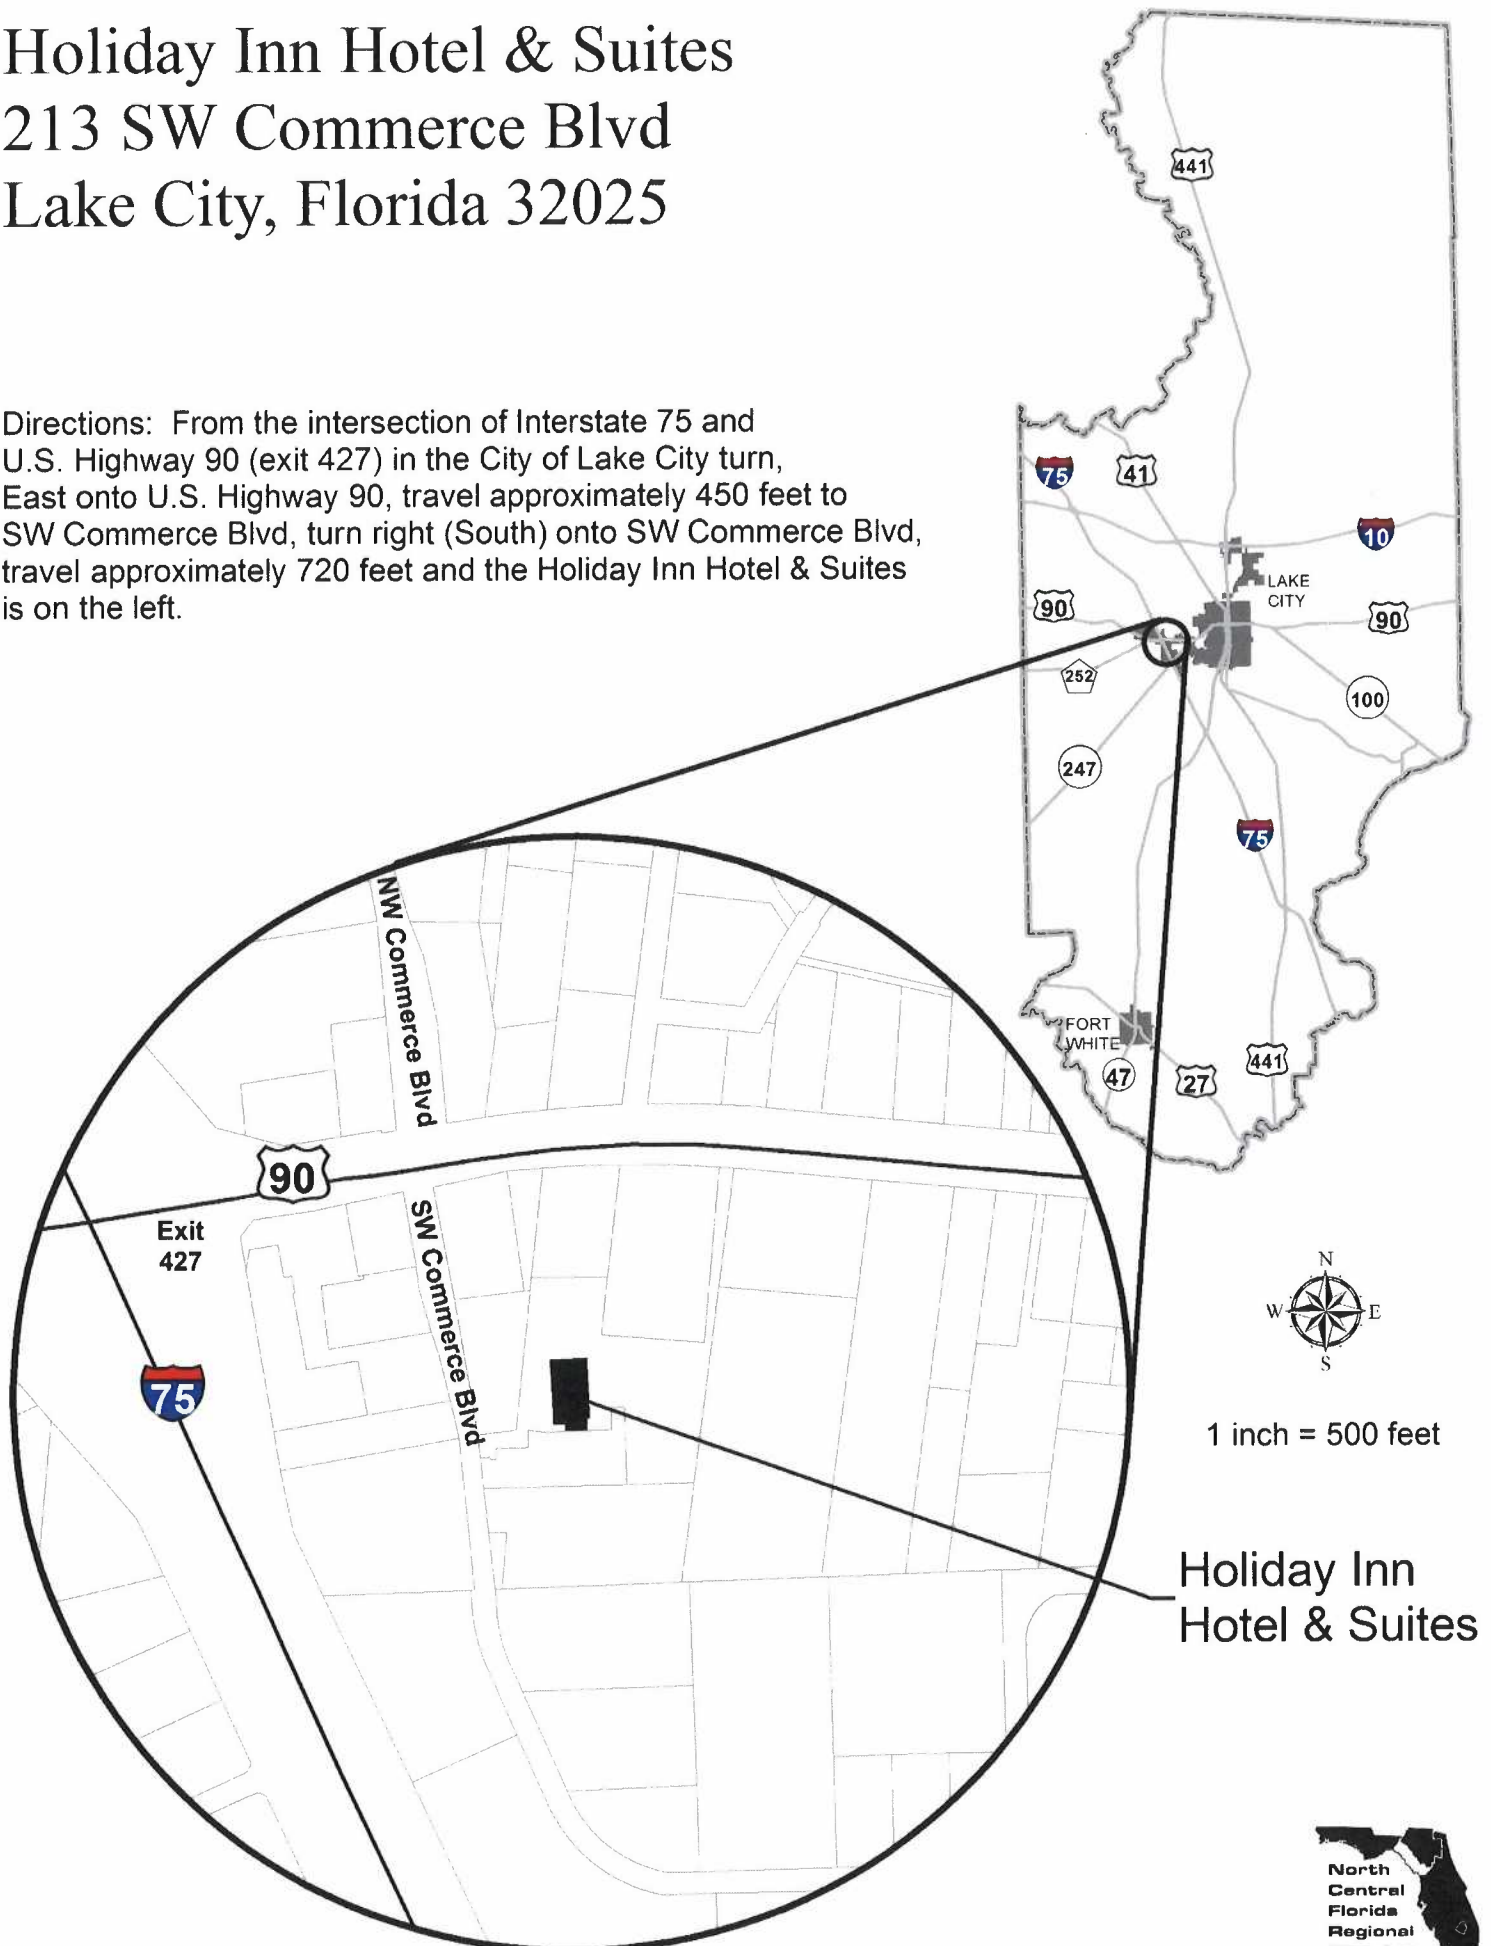 Holiday Inn Hotel & Suites
213 SW Commerce Blvd
Lake City, Florida 32025
Directions: From the intersection of Interstate 75 and
U.S. Highway 90 (exit 427) in the City of Lake City turn,
East onto U.S. Highway 90, travel approximately 450 feet to
SW Commerce Blvd, turn right (South) onto SW Commerce Blvd,
travel approximately 720 feet and the Holiday Inn Hotel & Suites
is on the left.
441
75
41
10
LAKE
CITY
90
90
252
100
247
75
FORT
WHITE
47
27
441
NW Commerce Blvd
90
Exit
427
SW Commerce Blvd
75
N
W
E
S
1 inch = 500 feet
Holiday Inn
Hotel & Suites
North
Central
Florida
Regional